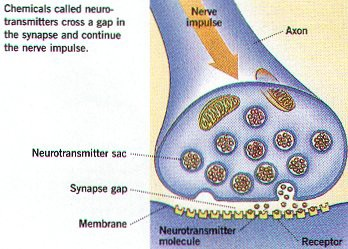 Chemicals called neuro-
transmitters cross a gap in
the synapse and continue
the nerve impulse.
Nerve
impulse
Axon
Neurotransmitter sac
Synapse gap
Membrane
Neurotransmitter
molecule
Receptor